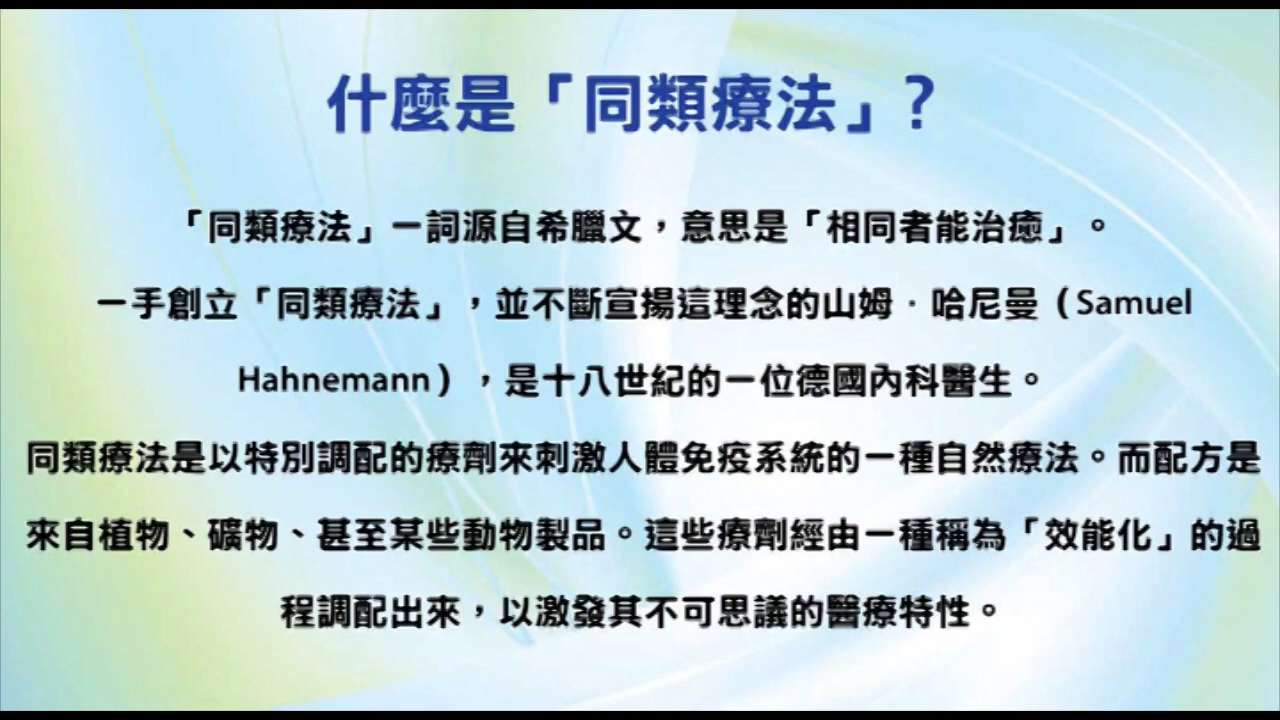 什麼是「同類療法」?
「同類療法」一詞源自希臘文，意思是「相同者能治癒」。
一手創立「同類療法」，並不斷宣揚這理念的山姆．哈尼曼（Samuel
Hahnemann），是十八世紀的一位德國內科醫生。
同類療法是以特別調配的療劑來刺激人體免疫系統的一種自然療法。而配方是
來自植物、礦物、甚至某些動物製品。這些療劑經由一種稱為「效能化」的過
程調配出來，以激發其不可思議的醫療特性。